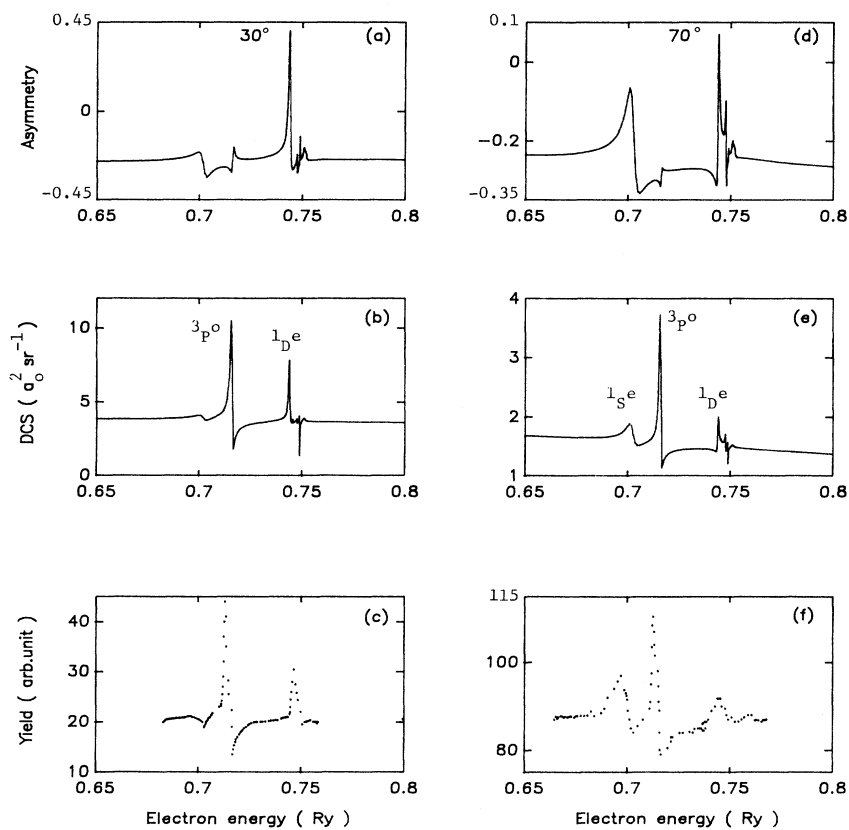 0.45
30°
(a)
Asymmetry
0
-0.45
0.65
0.7
0.75
0.8
0.1
70°
(d)
0
-0.2
-0.35
0.65
0.7
0.75
0.8
10
3Po
1De
(b)
DCS ( a_o^2 sr^-1 )
5
0
0.65
0.7
0.75
0.8
4
3Po
(e)
3
1Se
1De
2
1
0.65
0.7
0.75
0.8
40
(c)
Yield ( arb.unit )
30
20
10
0.65
0.7
0.75
0.8
Electron energy ( Ry )
115
(f)
100
80
0.65
0.7
0.75
0.8
Electron energy ( Ry )